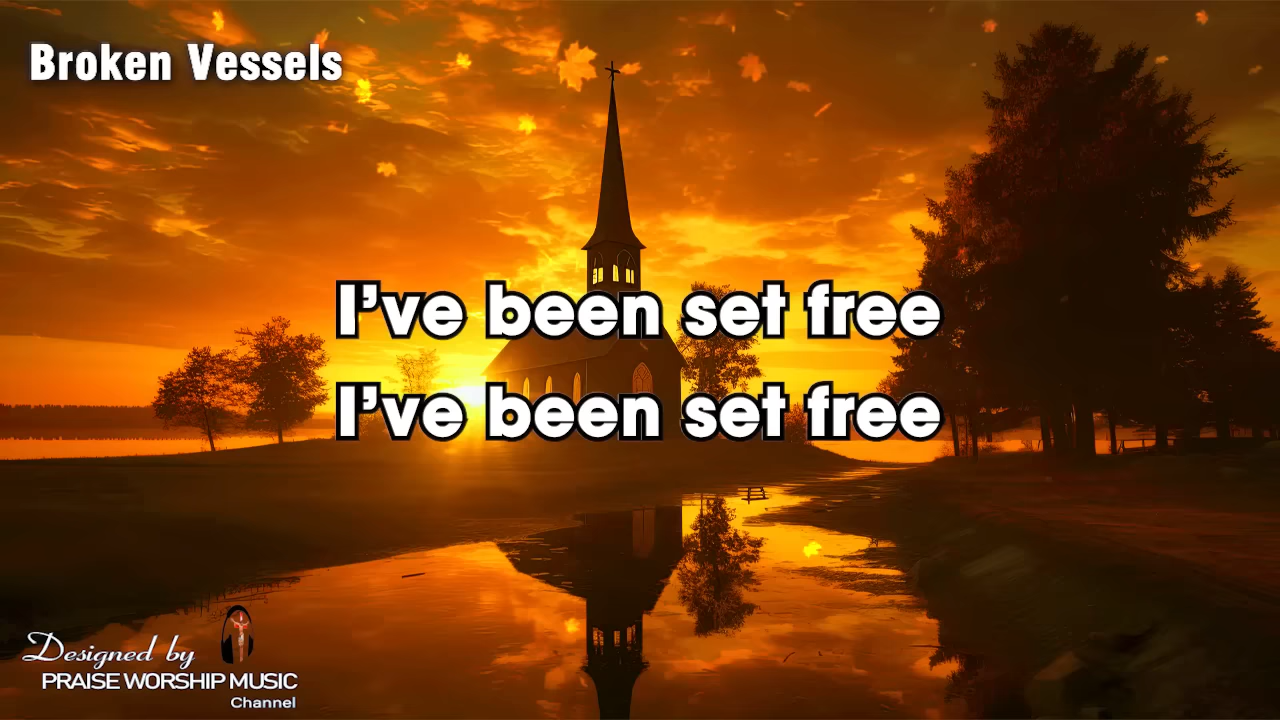 Broken Vessels
I've been set free
I've been set free
Designed by
PRAISE WORSHIP MUSIC
Channel